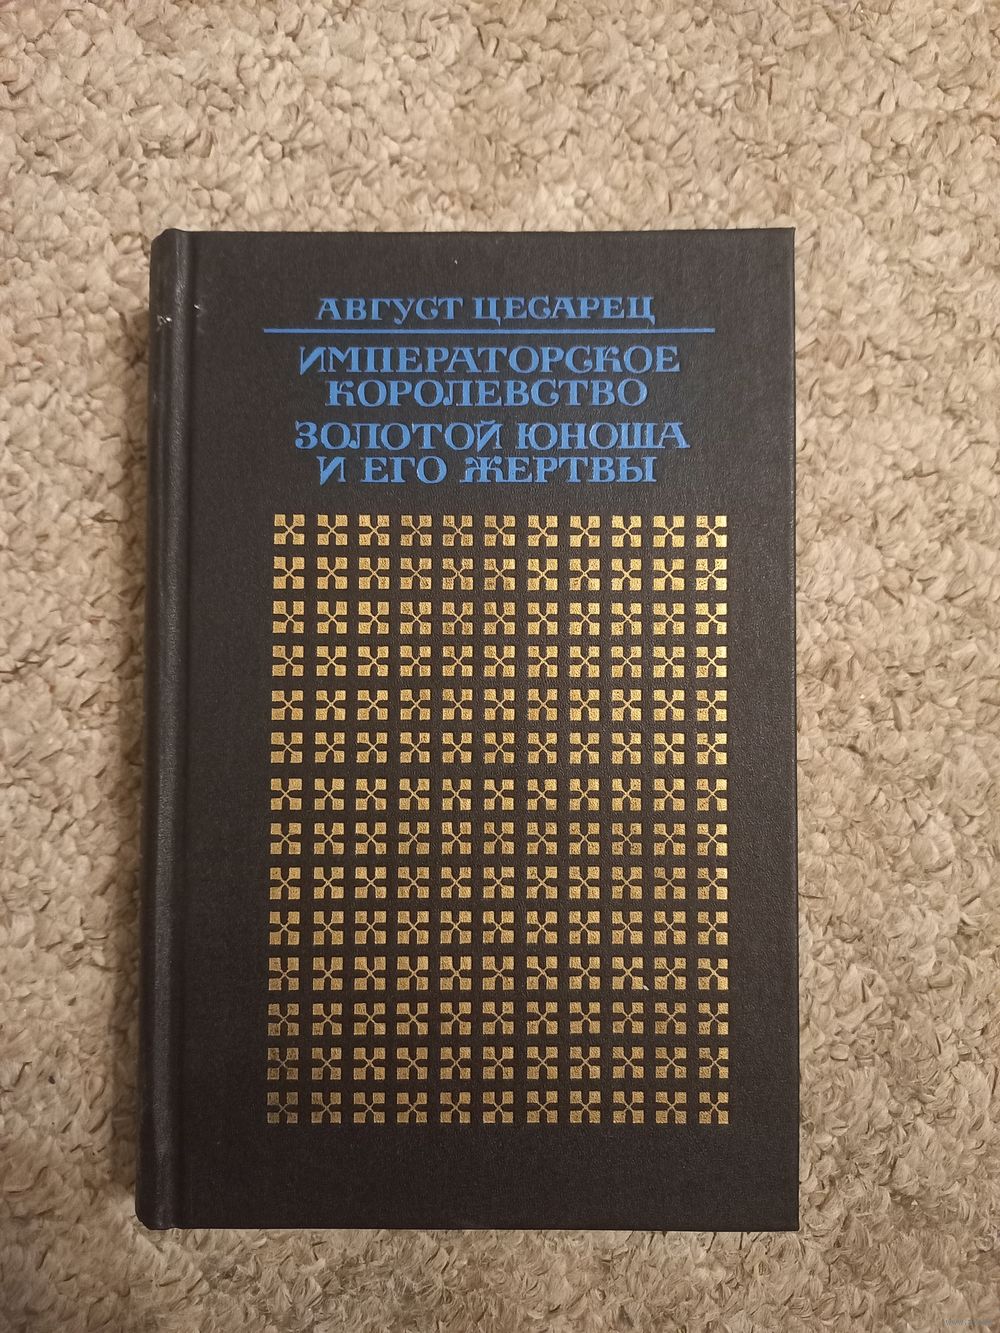 АВГУСТ ЦЕСАРЕЦ
ИМПЕРАТОРСКОЕ
КОРОЛЕВСТВО
ЗОЛОТОЙ ЮНОША
И ЕГО ЖЕРТВЫ